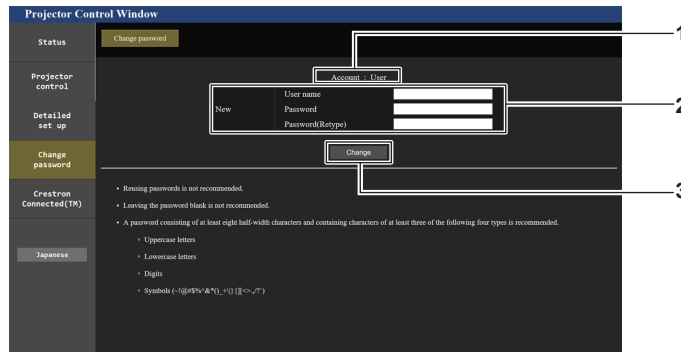 Projector Control Window
Status
Change password
1
Projector
control
Account : User
User name
New
Password
2
Password(Retype)
Detailed
set up
Change
password
Change
3
Crestron
Connected(TM)
• Reusing passwords is not recommended.
• Leaving the password blank is not recommended.
• A password consisting of at least eight half-width characters and containing characters of at least three of the following four types is recommended.
Uppercase letters
Lowercase letters
Digits
Japanese